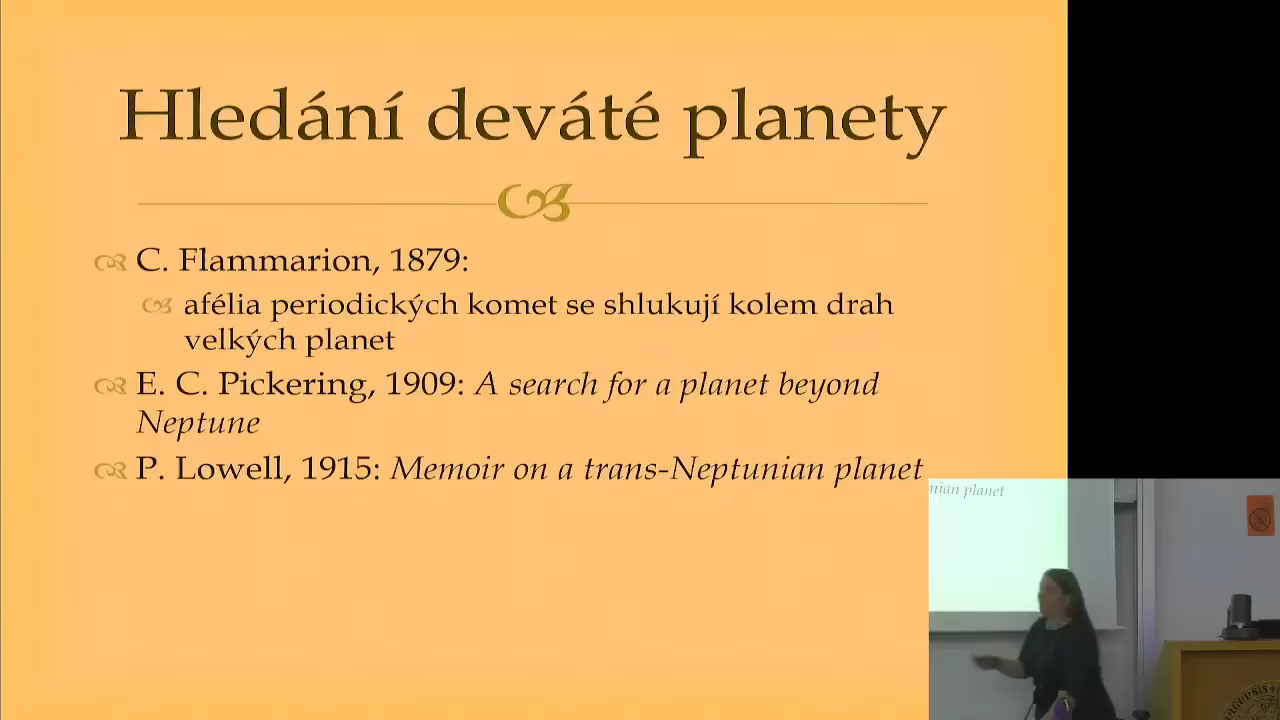 Hledání deváté planety
C. Flammarion, 1879:
afélia periodických komet se shlukují kolem drah
velkých planet
E. C. Pickering, 1909: A search for a planet beyond
Neptune
P. Lowell, 1915: Memoir on a trans-Neptunian planet
nian planet